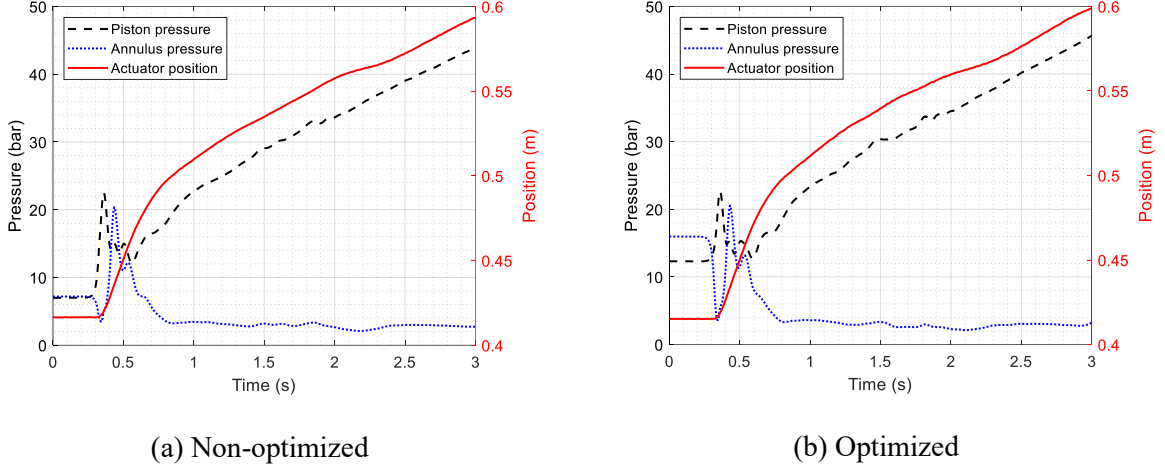 50
40
30
20
10
0
Pressure (bar)
Piston pressure
Annulus pressure
Actuator position
0.6
0.55
0.5
0.45
0.4
Position (m)
0 0.5 1 1.5 2 2.5 3
Time (s)
(a) Non-optimized
50
40
30
20
10
0
Pressure (bar)
Piston pressure
Annulus pressure
Actuator position
0.6
0.55
0.5
0.45
0.4
Position (m)
0 0.5 1 1.5 2 2.5 3
Time (s)
(b) Optimized